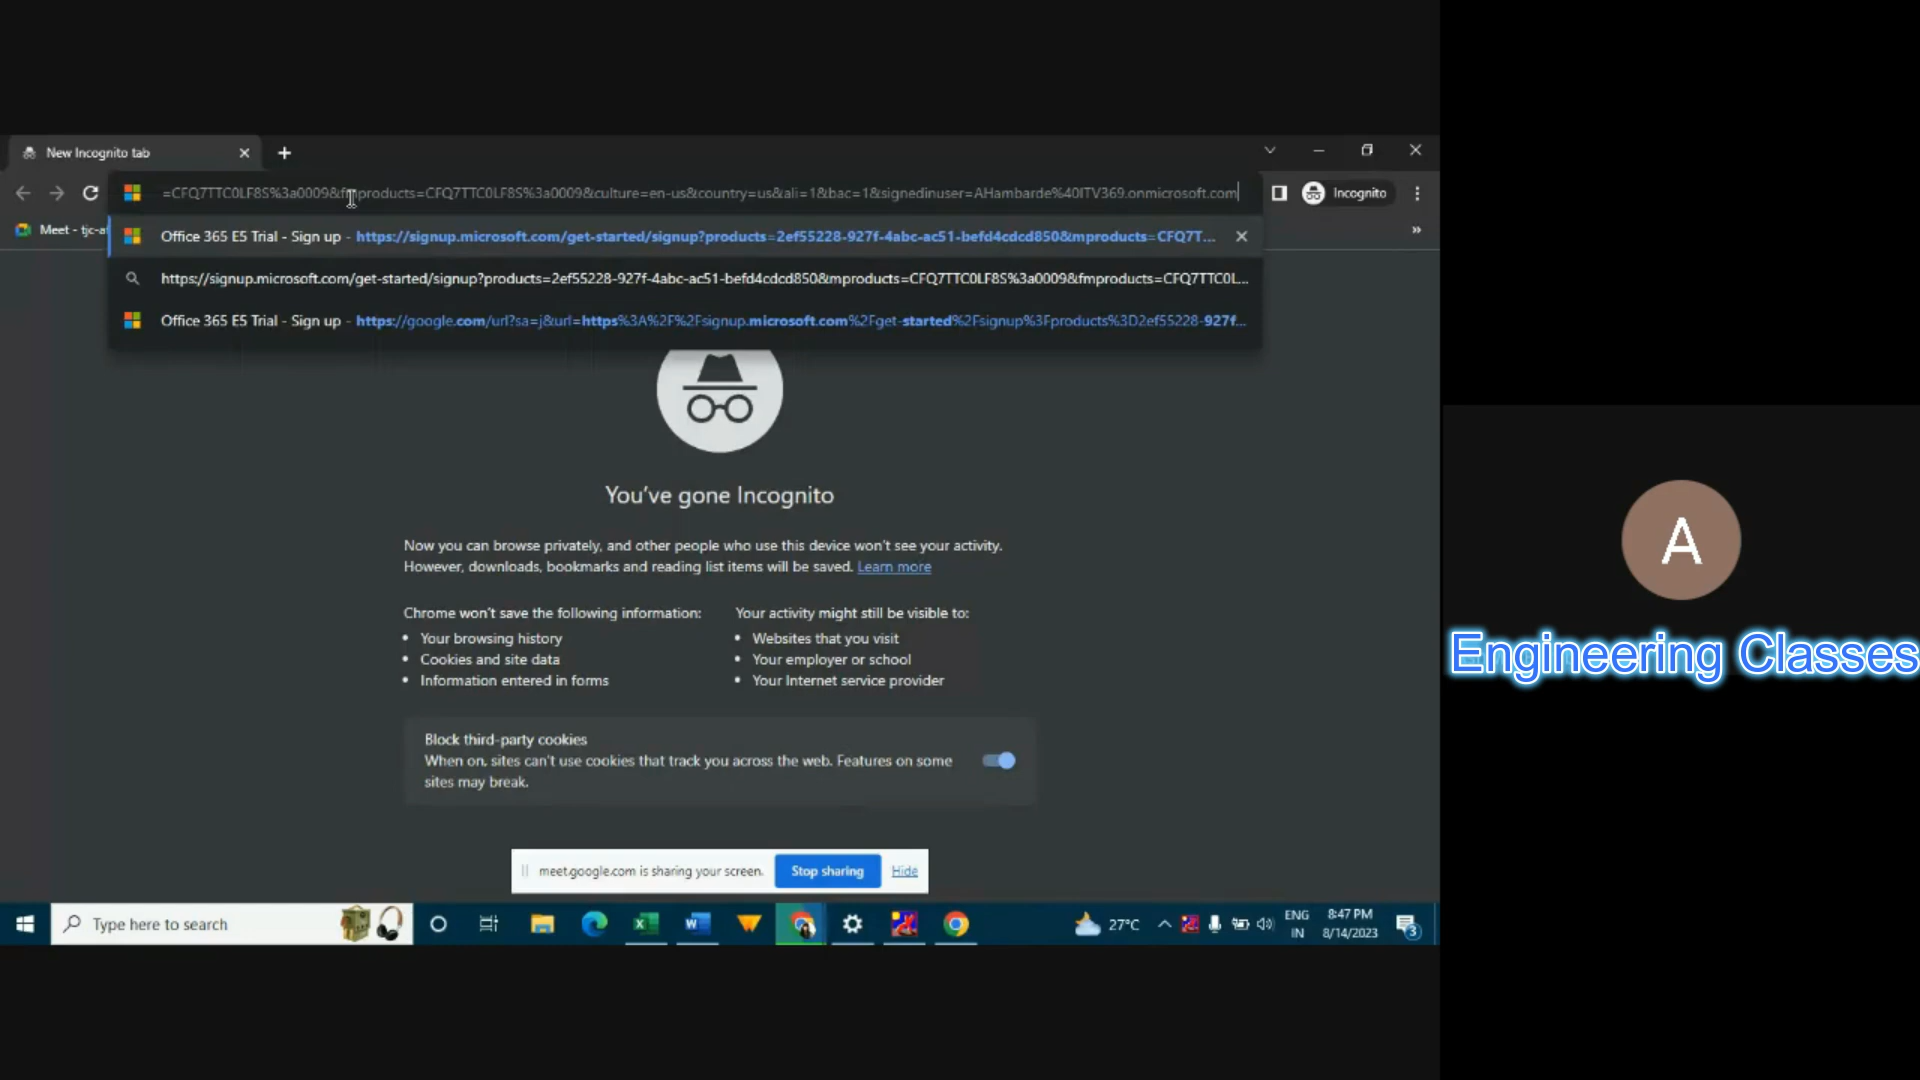 New Incognito tab
=CFQ7TTC0LF8S%3a0009&fmproducts=CFQ7TTC0LF8S%3a0009&culture=en-us&country=us&ali=1&bac=1&signedinuser=AHambarde%40ITV369.onmicrosoft.com
Incognito
Meet - tjc-a
Office 365 E5 Trial - Sign up - https://signup.microsoft.com/get-started/signup?products=2ef55228-927f-4abc-ac51-befd4cdcd850&mproducts=CFQ7T...
https://signup.microsoft.com/get-started/signup?products=2ef55228-927f-4abc-ac51-befd4cdcd850&mproducts=CFQ7TTC0LF8S%3a0009&fmproducts=CFQ7TTC0L...
Office 365 E5 Trial - Sign up - https://google.com/url?sa=j&url=https%3A%2F%2Fsignup.microsoft.com%2Fget-started%2Fsignup%3Fproducts%3D2ef55228-927f...
You've gone Incognito
Now you can browse privately, and other people who use this device won't see your activity.
However, downloads, bookmarks and reading list items will be saved. Learn more
Chrome won't save the following information:
• Your browsing history
• Cookies and site data
• Information entered in forms
Your activity might still be visible to:
• Websites that you visit
• Your employer or school
• Your Internet service provider
Block third-party cookies
When on, sites can't use cookies that track you across the web. Features on some
sites may break.
meet.google.com is sharing your screen.
Stop sharing
Hide
Type here to search
27°C
ENG
IN
8:47 PM
8/14/2023
3
A
Engineering Classes